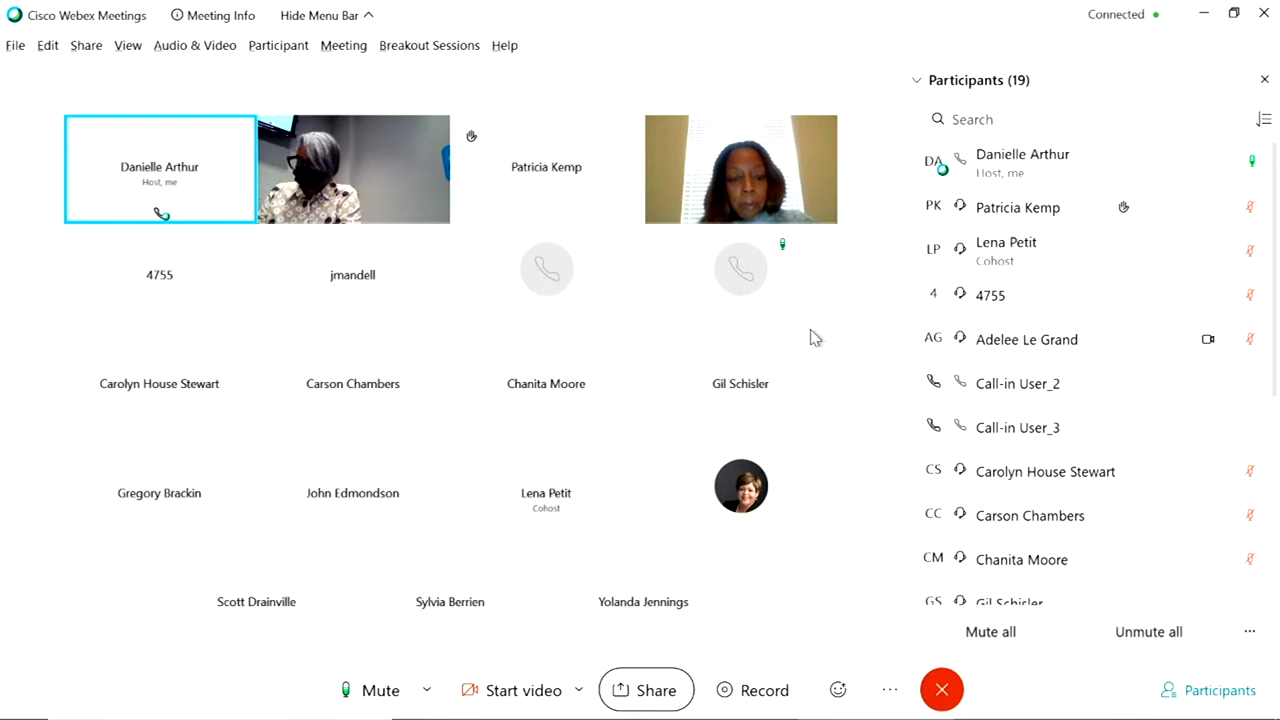 Cisco Webex Meetings
Meeting Info
Hide Menu Bar
Connected
File Edit Share View Audio & Video Participant Meeting Breakout Sessions Help
Participants (19)
Search
Danielle Arthur
Host, me
Patricia Kemp
4755
jmandell
Carolyn House Stewart
Carson Chambers
Chanita Moore
Gil Schisler
Gregory Brackin
John Edmondson
Lena Petit
Cohost
Scott Drainville
Sylvia Berrien
Yolanda Jennings
DA
Danielle Arthur
Host, me
PK
Patricia Kemp
LP
Lena Petit
Cohost
4
4755
AG
Adelee Le Grand
Call-in User_2
Call-in User_3
CS
Carolyn House Stewart
CC
Carson Chambers
CM
Chanita Moore
GS
Gil Schisler
Mute all
Unmute all
Mute
Start video
Share
Record
Participants